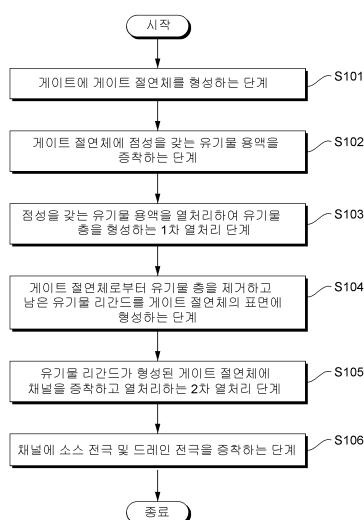 시작
게이트에 게이트 절연체를 형성하는 단계
S101
게이트 절연체에 점성을 갖는 유기물 용액을
증착하는 단계
S102
점성을 갖는 유기물 용액을 열처리하여 유기물
층을 형성하는 1차 열처리 단계
S103
게이트 절연체로부터 유기물 층을 제거하고
남은 유기물 리간드를 게이트 절연체의 표면에
형성하는 단계
S104
유기물 리간드가 형성된 게이트 절연체에
채널을 증착하고 열처리하는 2차 열처리 단계
S105
채널에 소스 전극 및 드레인 전극을 증착하는 단계
S106
종료